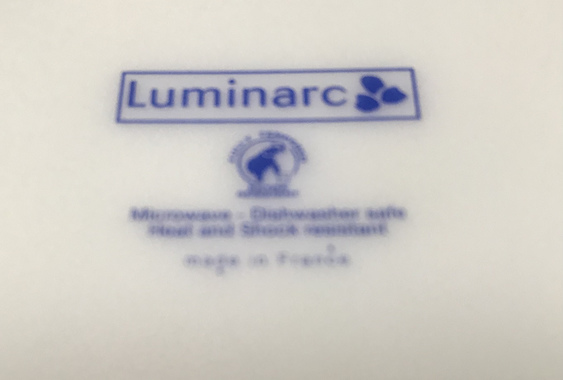 Luminarc
Microwave - Dishwasher safe
Heat and Shock resistant
made in France